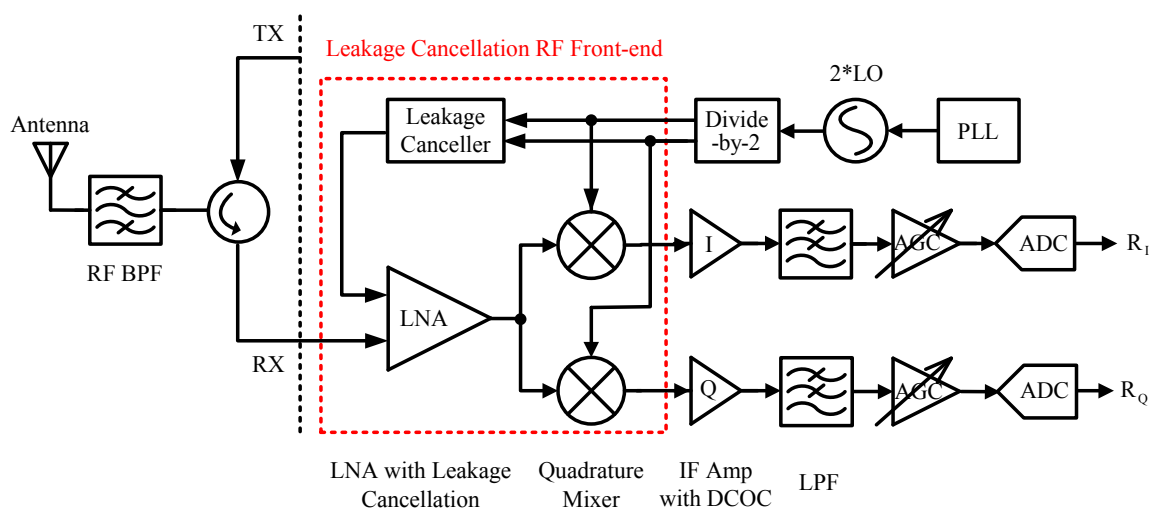 TX
Leakage Cancellation RF Front-end
2*LO
Antenna
Leakage
Canceller
Divide
-by-2
PLL
I
AGC
ADC
R_I
RF BPF
LNA
RX
Q
AGC
ADC
R_Q
LNA with Leakage
Cancellation
Quadrature
Mixer
IF Amp
with DCOC
LPF